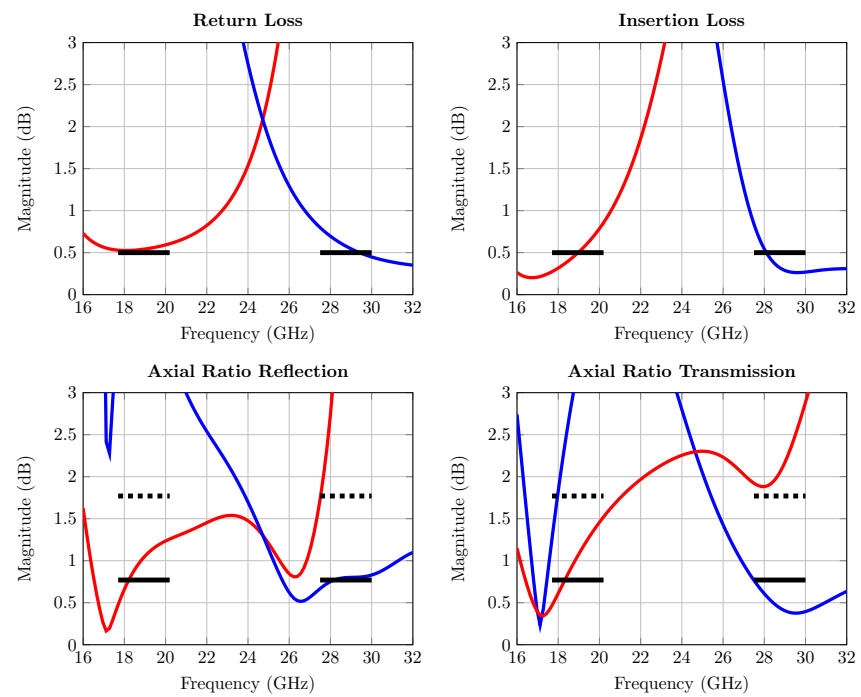 Return Loss
3
2.5
2
1.5
1
0.5
0
16 18 20 22 24 26 28 30 32
Magnitude (dB)
Frequency (GHz)
Insertion Loss
3
2.5
2
1.5
1
0.5
0
16 18 20 22 24 26 28 30 32
Magnitude (dB)
Frequency (GHz)
Axial Ratio Reflection
3
2.5
2
1.5
1
0.5
0
16 18 20 22 24 26 28 30 32
Magnitude (dB)
Frequency (GHz)
Axial Ratio Transmission
3
2.5
2
1.5
1
0.5
0
16 18 20 22 24 26 28 30 32
Magnitude (dB)
Frequency (GHz)